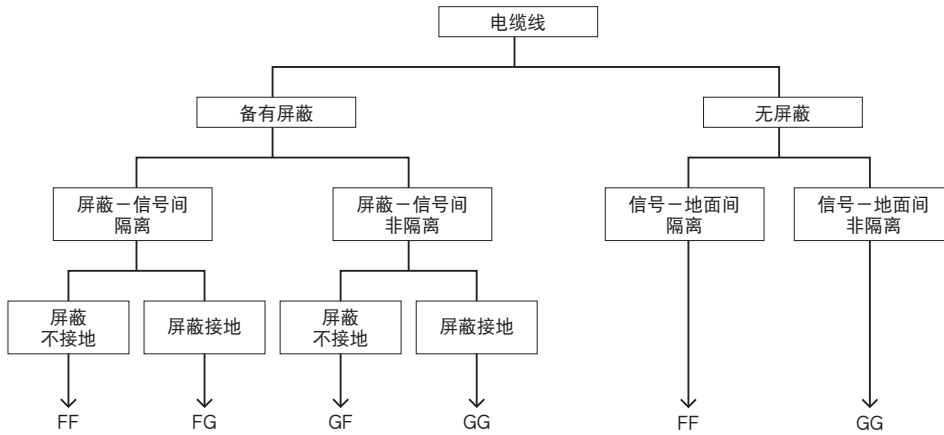 电缆线
备有屏蔽
无屏蔽
屏蔽－信号间
隔离
屏蔽－信号间
非隔离
信号－地面间
隔离
信号－地面间
非隔离
屏蔽
不接地
屏蔽接地
屏蔽
不接地
屏蔽接地
FF
FG
GF
GG
FF
GG